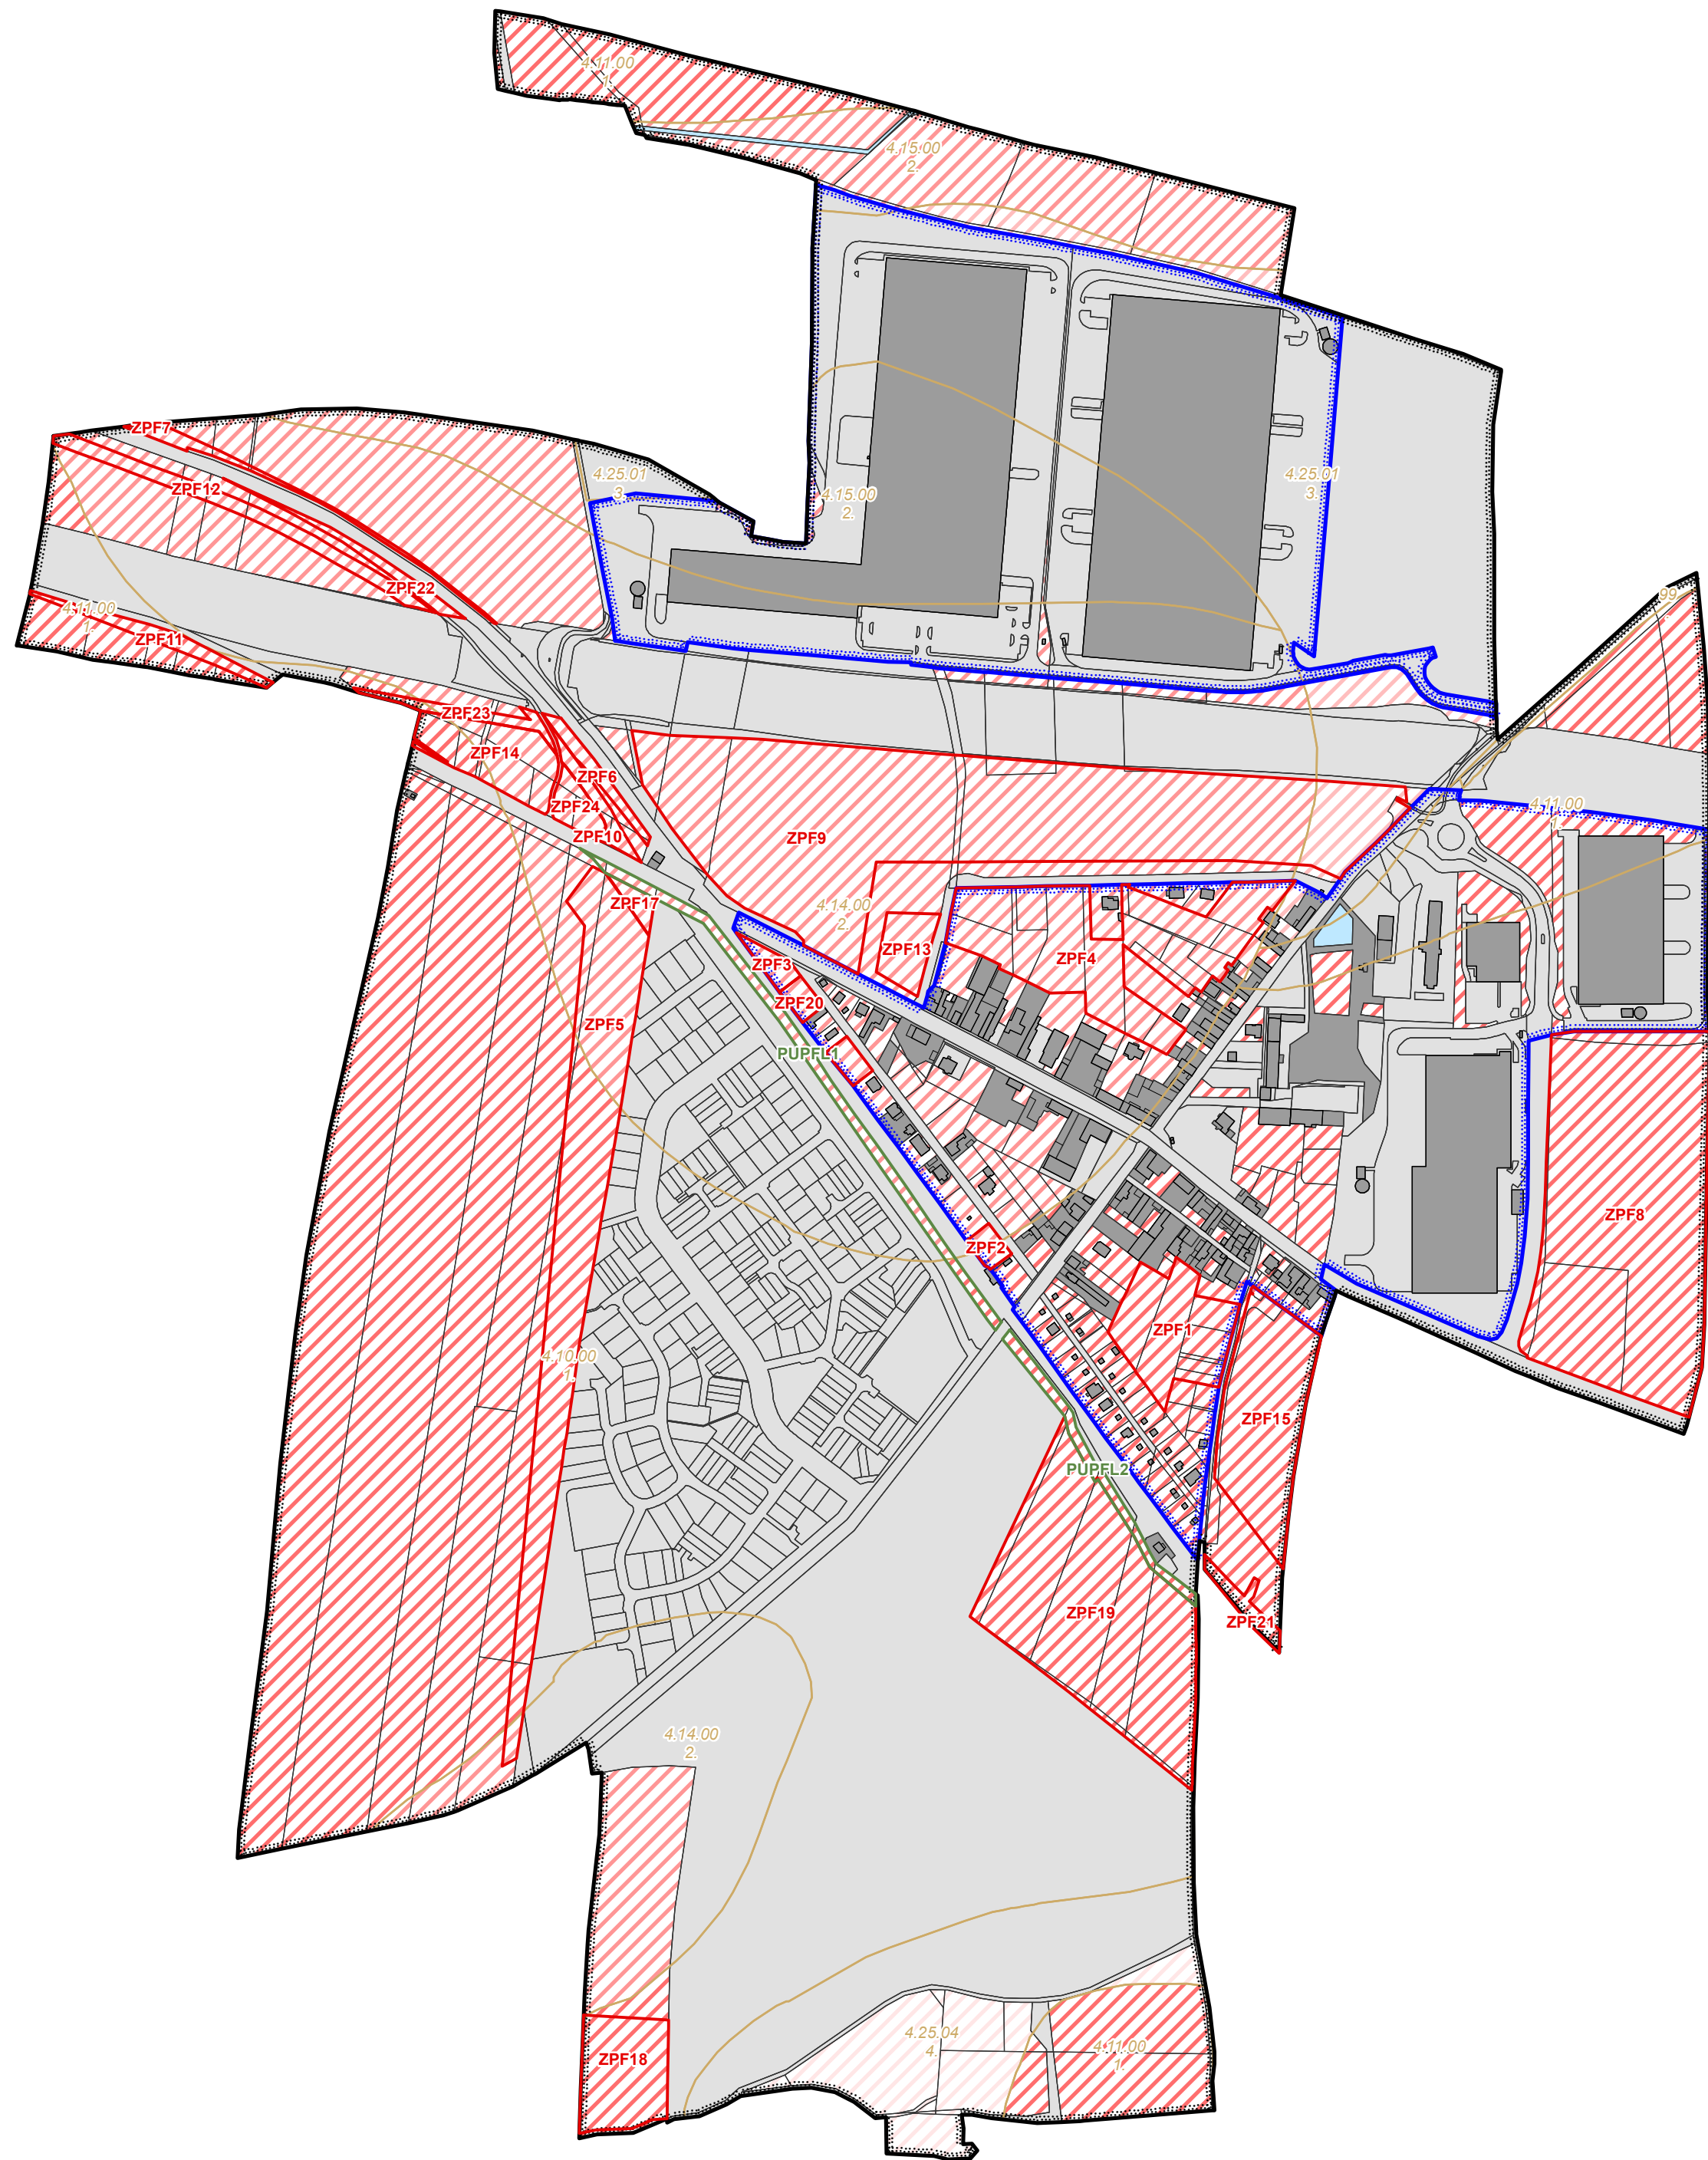 4.11.00
1.
4.15.00
2.
ZPF7
4.25.01
3.
4.25.01
3.
ZPF12
4.15.00
2.
ZPF22
99
4.11.00
1.
ZPF11
ZPF23
ZPF14
ZPF6
ZPF24
4.11.00
1.
ZPF10
ZPF9
ZPF17
4.14.00
2.
ZPF13
ZPF4
ZPF3
ZPF20
ZPF5
PUPFL1
ZPF8
ZPF2
ZPF1
4.10.00
1.
ZPF15
PUPFL2
ZPF19
ZPF21
4.14.00
2.
4.25.04
4.
4.11.00
1.
ZPF18